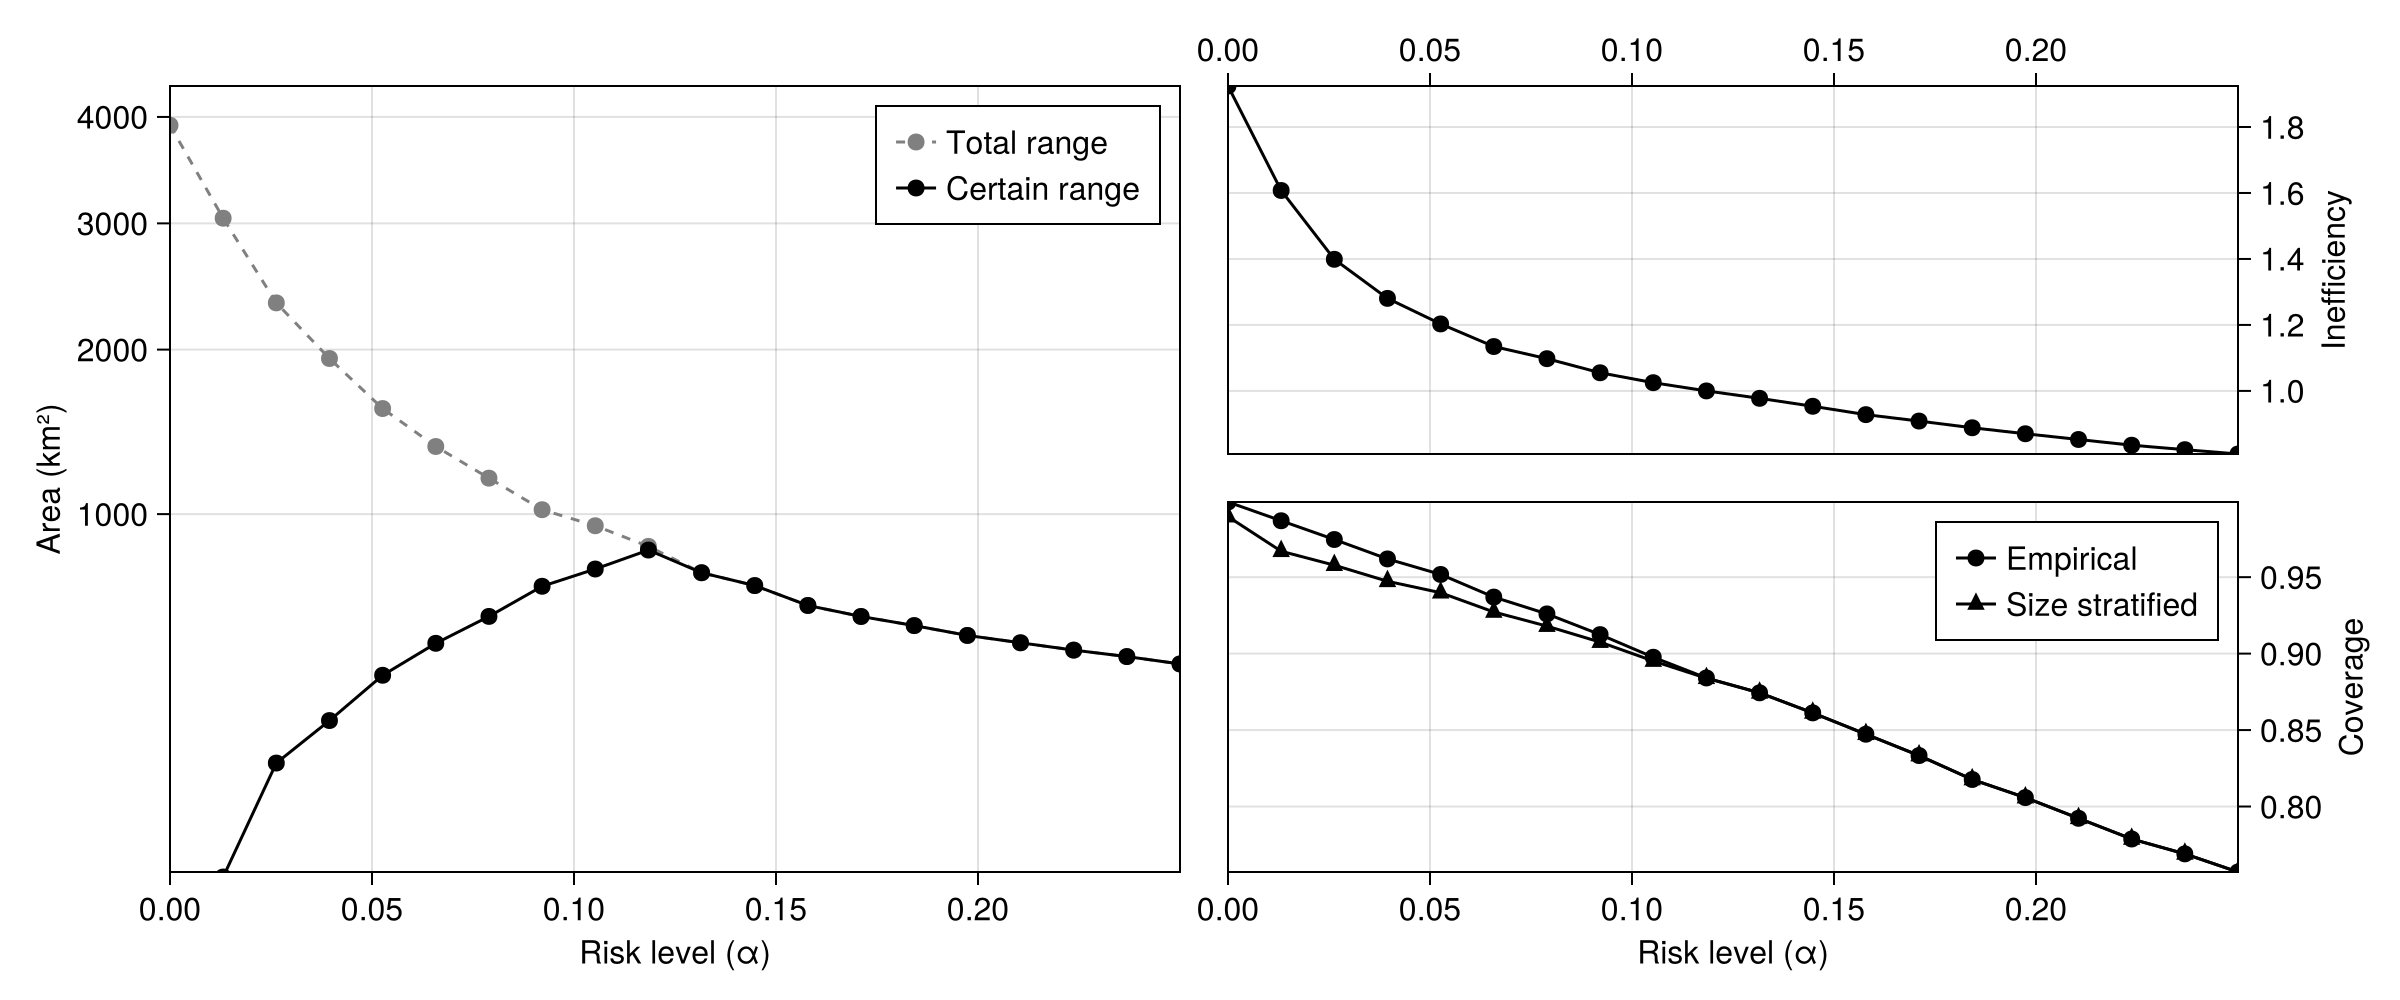 4000
3000
2000
1000
Area (km²)
0.00 0.05 0.10 0.15 0.20
Risk level (α)
Total range
Certain range
0.00 0.05 0.10 0.15 0.20
1.8
1.6
1.4
1.2
1.0
Inefficiency
Empirical
Size stratified
0.95
0.90
0.85
0.80
Coverage
0.00 0.05 0.10 0.15 0.20
Risk level (α)